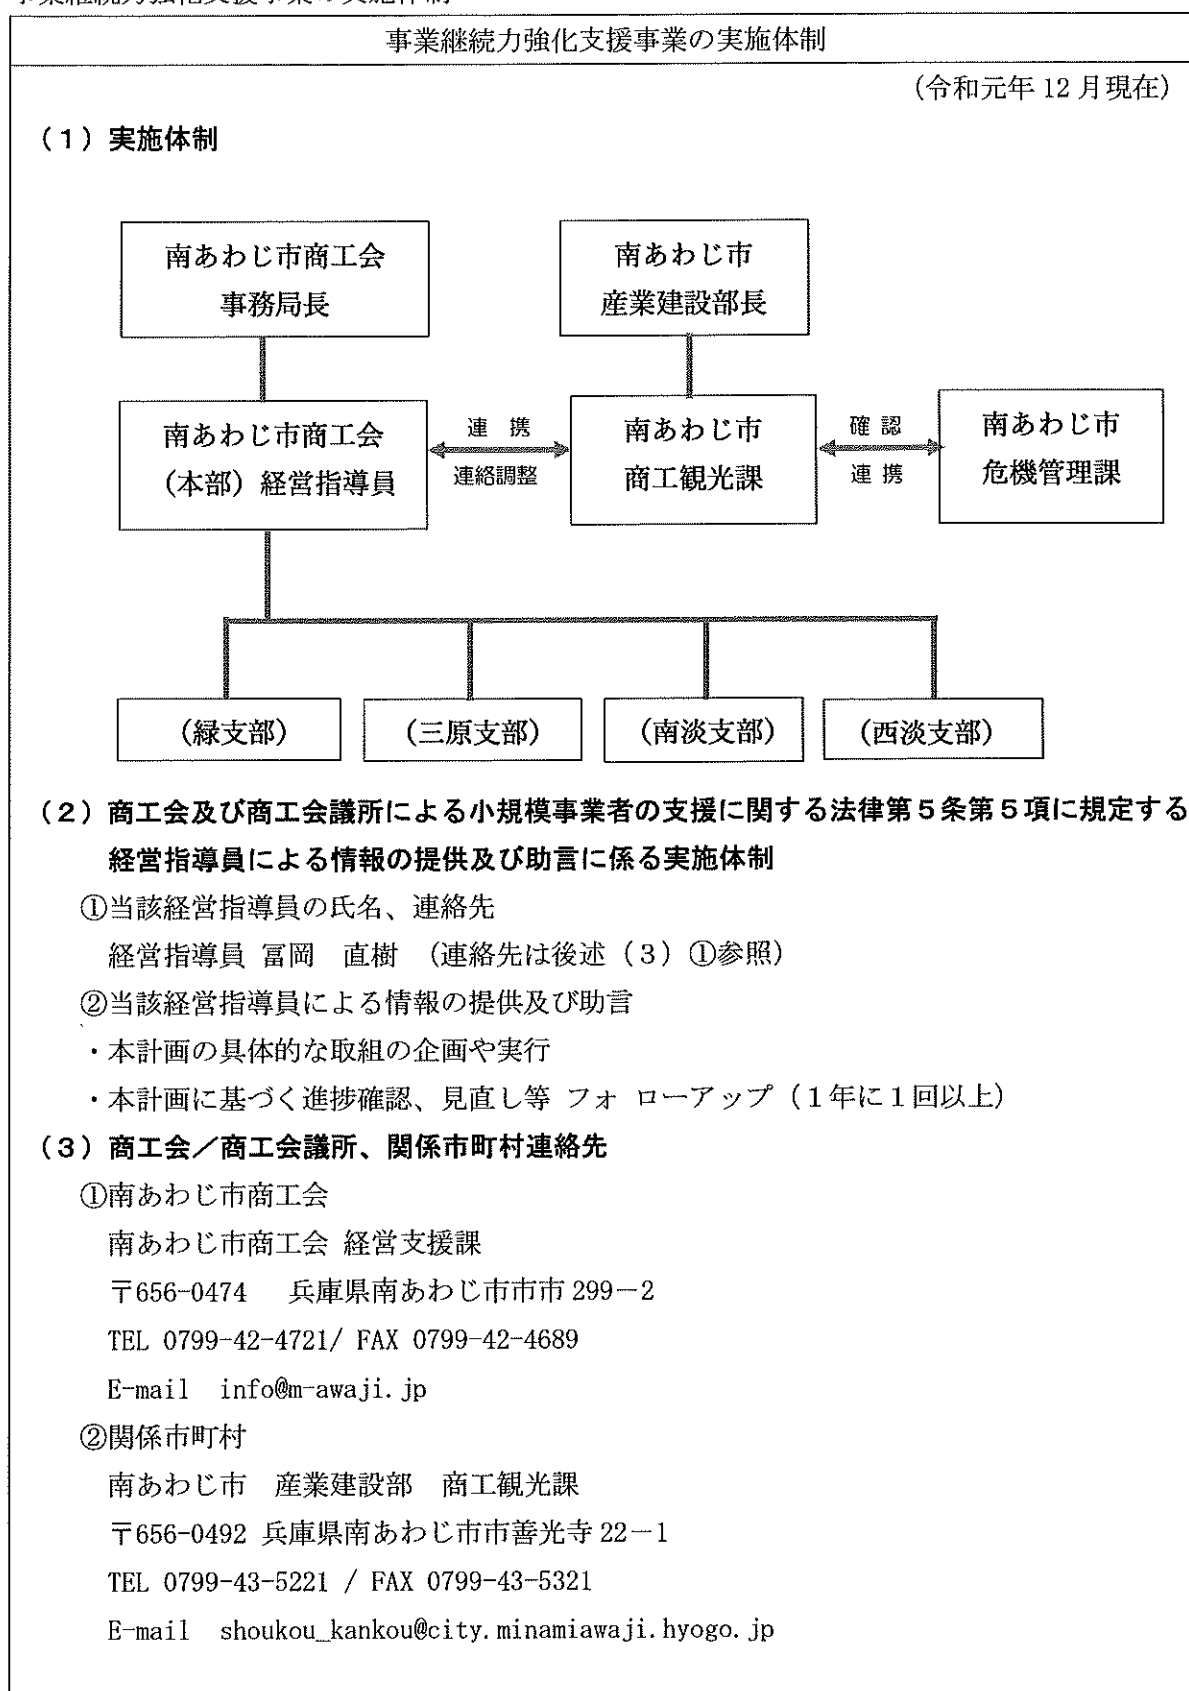 事業継続力強化支援事業の実施体制
事業継続力強化支援事業の実施体制
（令和元年 12 月現在）
（１）実施体制
南あわじ市商工会
事務局長
南あわじ市
産業建設部長
南あわじ市商工会
（本部）経営指導員
連 携
連絡調整
南あわじ市
商工観光課
確 認
連 携
南あわじ市
危機管理課
（緑支部）
（三原支部）
（南淡支部）
（西淡支部）
（２）商工会及び商工会議所による小規模事業者の支援に関する法律第５条第５項に規定する
経営指導員による情報の提供及び助言に係る実施体制
①当該経営指導員の氏名、連絡先
経営指導員 冨岡　直樹　（連絡先は後述（３）①参照）
②当該経営指導員による情報の提供及び助言
・本計画の具体的な取組の企画や実行
・本計画に基づく進捗確認、見直し等 フォ ローアップ（１年に１回以上）
（３）商工会／商工会議所、関係市町村連絡先
①南あわじ市商工会
南あわじ市商工会 経営支援課
〒656-0474　兵庫県南あわじ市市市 299－2
TEL 0799-42-4721/ FAX 0799-42-4689
E-mail　info@m-awaji.jp
②関係市町村
南あわじ市　産業建設部　商工観光課
〒656-0492 兵庫県南あわじ市市善光寺 22－1
TEL 0799-43-5221 / FAX 0799-43-5321
E-mail　shoukou_kankou@city.minamiawaji.hyogo.jp